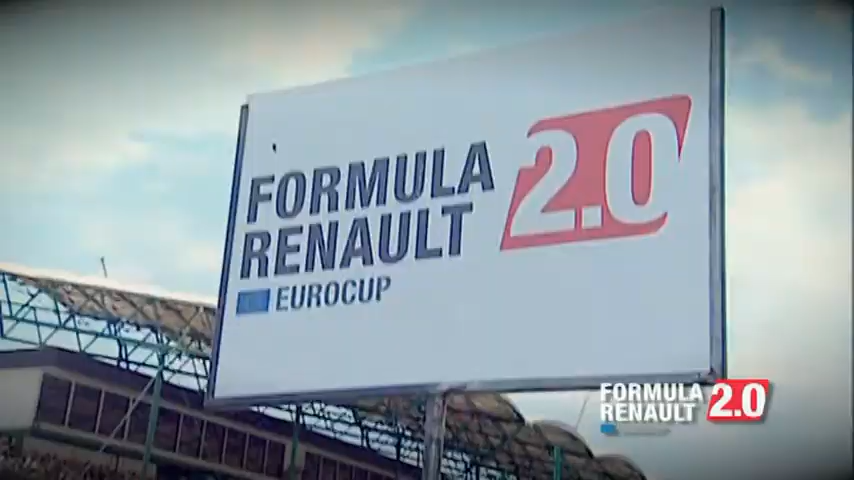 FORMULA
RENAULT 2.0
EUROCUP
FORMULA
RENAULT 2.0